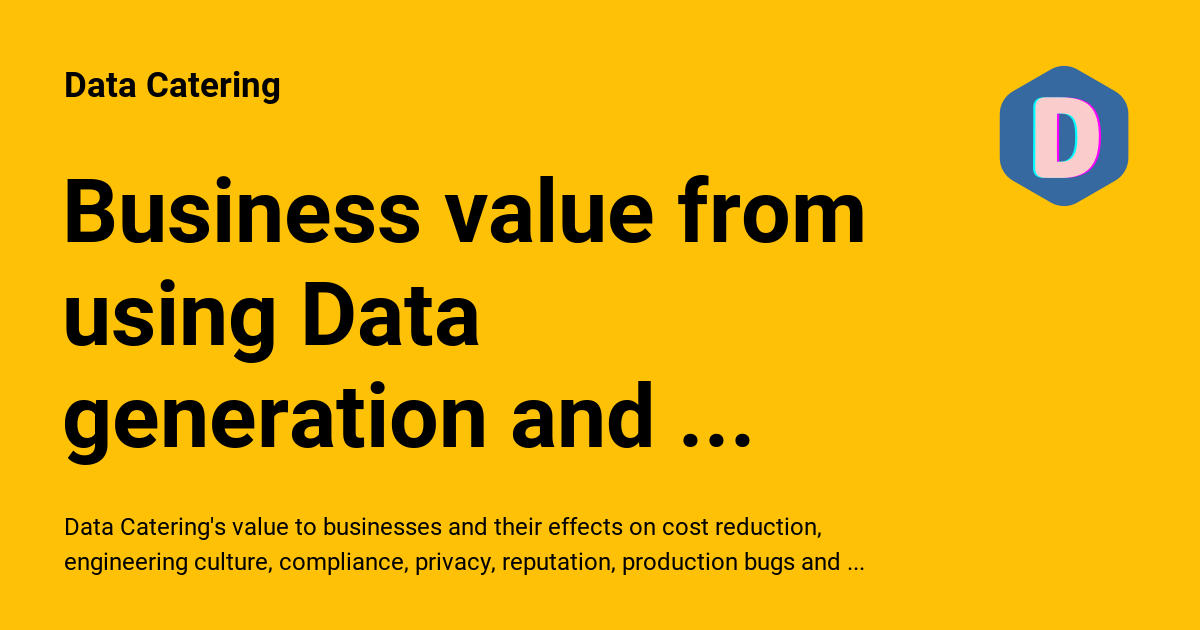 Data Catering
D
Business value from
using Data
generation and ...
Data Catering's value to businesses and their effects on cost reduction,
engineering culture, compliance, privacy, reputation, production bugs and ...